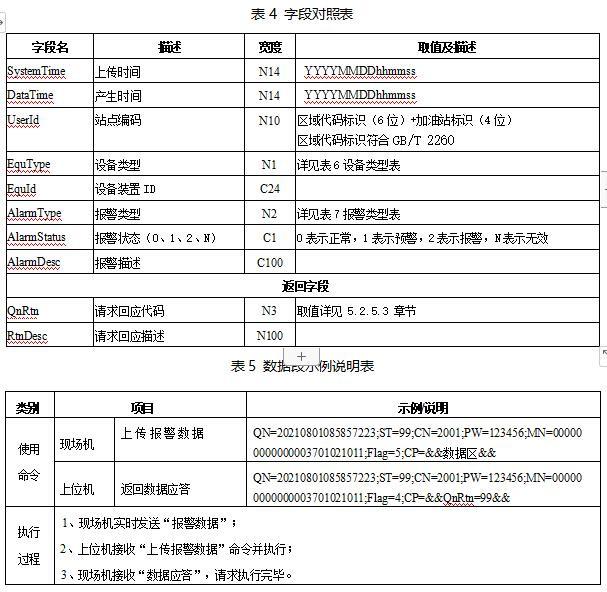 表 4 字段对照表
字段名 描述 宽度 取值及描述
SystemTime 上传时间 N14 YYYYMMDDhhmmss
DataTime 产生时间 N14 YYYYMMDDhhmmss
UserId 站点编码 N10 区域代码标识（6 位）+加油站标识（4 位）
区域代码标识符合 GB/T 2260
EquType 设备类型 N1 详见表 6 设备类型表
EquId 设备装置 ID C24
AlarmType 报警类型 N2 详见表 7 报警类型表
AlarmStatus 报警状态（0、1、2、N） C1 0 表示正常，1 表示预警，2 表示报警，N 表示无效
AlarmDesc 报警描述 C100
返回字段
QnRtn 请求回应代码 N3 取值详见 5.2.5.3 章节
RtnDesc 请求回应描述 N100
表 5 数据段示例说明表
类别 项目 示例说明
使用
命令
现场机 上传报警数据 QN=20210801085857223;ST=99;CN=2001;PW=123456;MN=00000
0000000003701021011;Flag=5;CP=&&数据区&&
上位机 返回数据应答 QN=20210801085857223;ST=99;CN=2001;PW=123456;MN=00000
0000000003701021011;Flag=4;CP=&&QnRtn=99&&
执行
过程
1、现场机实时发送“报警数据”；
2、上位机接收“上传报警数据”命令并执行；
3、现场机接收“数据应答”，请求执行完毕。